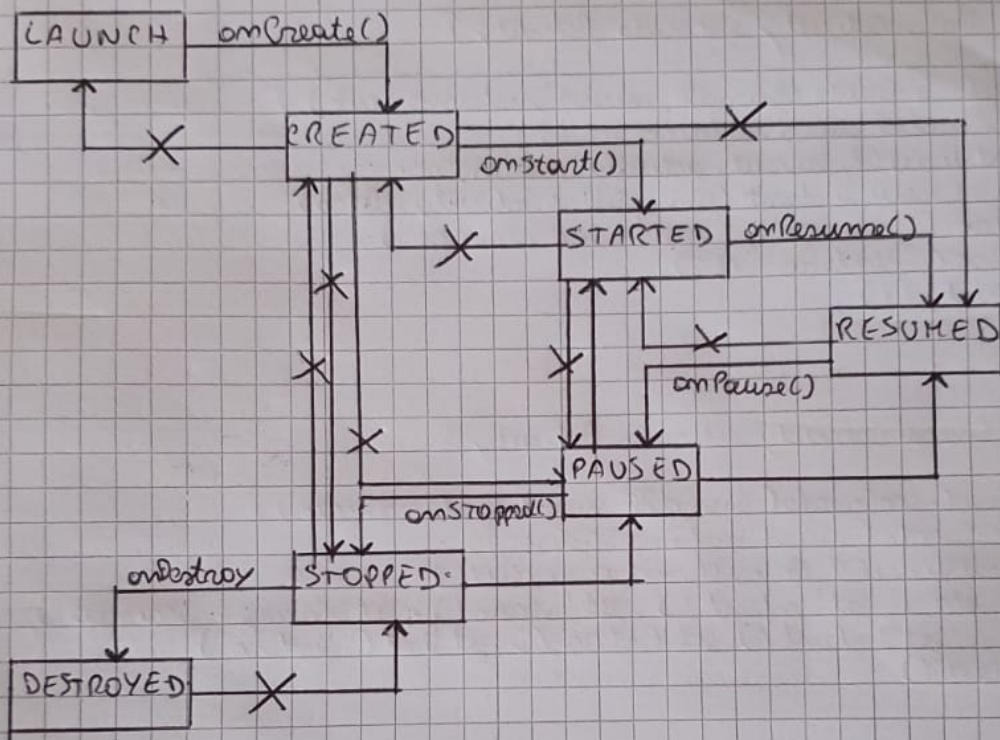 LAUNCH
onCreate()
CREATED
onStart()
STARTED
onResume()
RESUMED
onPause()
PAUSED
onStopped()
onDestroy
STOPPED
DESTROYED